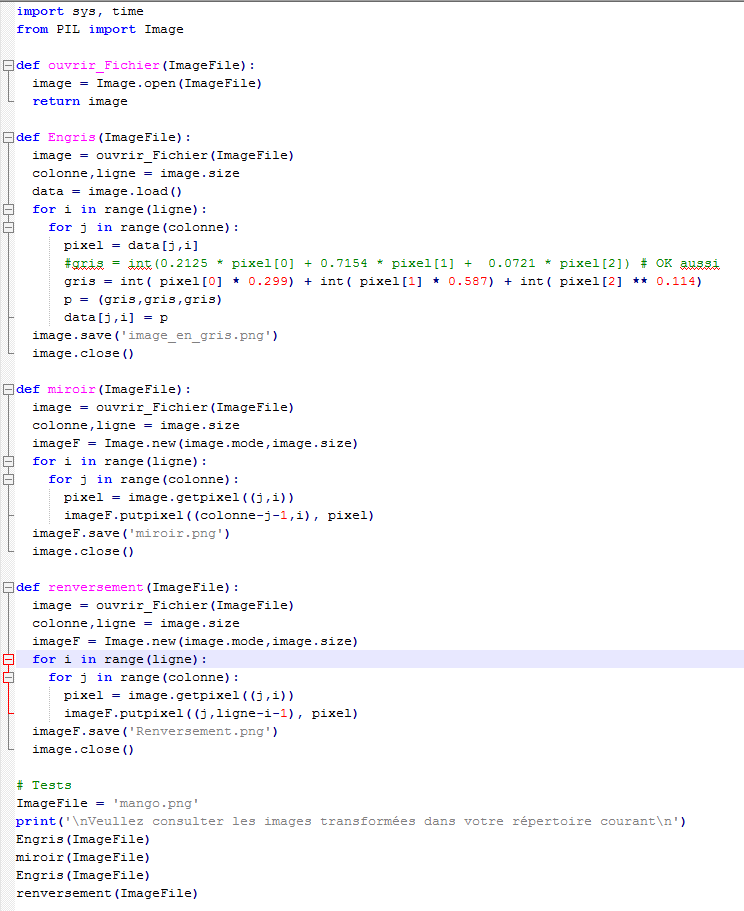 import sys, time
from PIL import Image
def ouvrir_Fichier(ImageFile):
image = Image.open(ImageFile)
return image
def Engris(ImageFile):
image = ouvrir_Fichier(ImageFile)
colonne,ligne = image.size
data = image.load()
for i in range(ligne):
for j in range(colonne):
pixel = data[j,i]
#gris = int(0.2125 * pixel[0] + 0.7154 * pixel[1] +  0.0721 * pixel[2]) # OK aussi
gris = int( pixel[0] * 0.299) + int( pixel[1] * 0.587) + int( pixel[2] ** 0.114)
p = (gris,gris,gris)
data[j,i] = p
image.save('image_en_gris.png')
image.close()
def miroir(ImageFile):
image = ouvrir_Fichier(ImageFile)
colonne,ligne = image.size
imageF = Image.new(image.mode,image.size)
for i in range(ligne):
for j in range(colonne):
pixel = image.getpixel((j,i))
imageF.putpixel((colonne-j-1,i), pixel)
imageF.save('miroir.png')
image.close()
def renversement(ImageFile):
image = ouvrir_Fichier(ImageFile)
colonne,ligne = image.size
imageF = Image.new(image.mode,image.size)
for i in range(ligne):
for j in range(colonne):
pixel = image.getpixel((j,i))
imageF.putpixel((j,ligne-i-1), pixel)
imageF.save('Renversement.png')
image.close()
# Tests
ImageFile = 'mango.png'
print('\nVeullez consulter les images transformées dans votre répertoire courant\n')
Engris(ImageFile)
miroir(ImageFile)
Engris(ImageFile)
renversement(ImageFile)